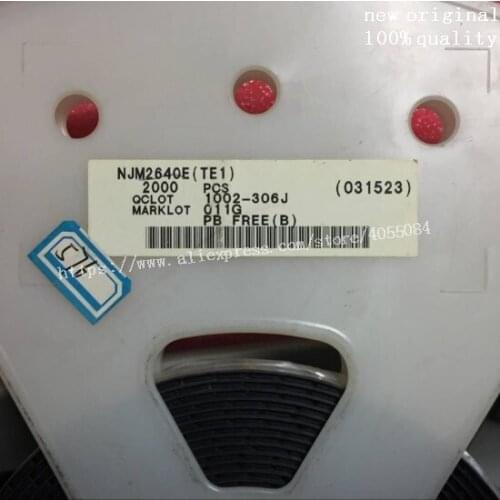 new original
100% quality
NJM2640E(TE1)
2000 PCS (031523)
QCLOT 1002-306J
MARKLOT 011G
PB FREE(B)
https://www.aliexpress.com/store/4055084